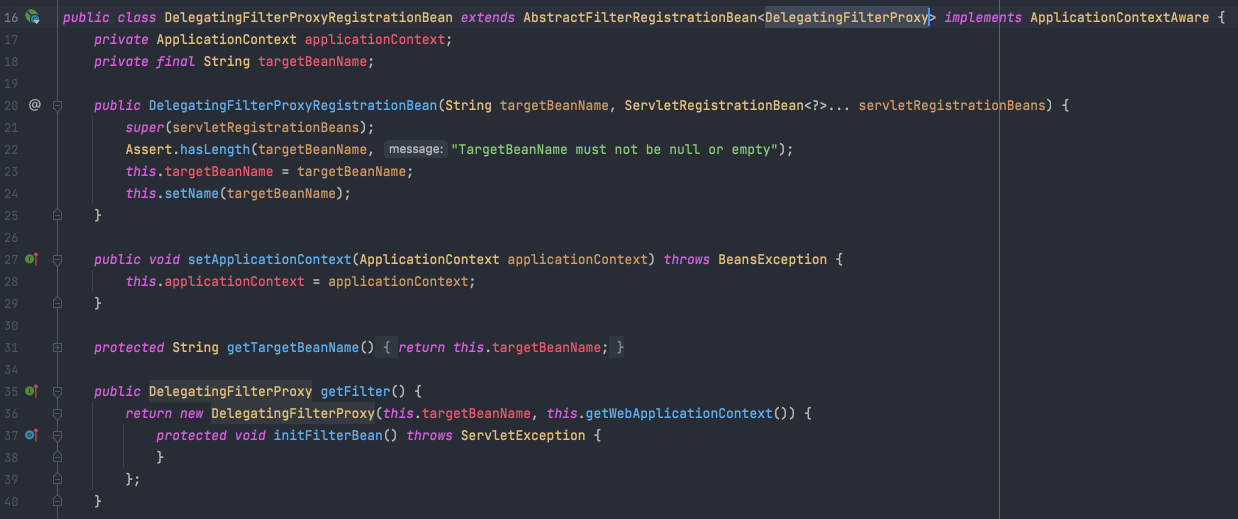 16 public class DelegatingFilterProxyRegistrationBean extends AbstractFilterRegistrationBean<DelegatingFilterProxy> implements ApplicationContextAware {
17     private ApplicationContext applicationContext;
18     private final String targetBeanName;
19
20 @     public DelegatingFilterProxyRegistrationBean(String targetBeanName, ServletRegistrationBean<?>... servletRegistrationBeans) {
21         super(servletRegistrationBeans);
22         Assert.hasLength(targetBeanName, message: "TargetBeanName must not be null or empty");
23         this.targetBeanName = targetBeanName;
24         this.setName(targetBeanName);
25     }
26
27     public void setApplicationContext(ApplicationContext applicationContext) throws BeansException {
28         this.applicationContext = applicationContext;
29     }
30
31     protected String getTargetBeanName() { return this.targetBeanName; }
34
35     public DelegatingFilterProxy getFilter() {
36         return new DelegatingFilterProxy(this.targetBeanName, this.getWebApplicationContext()) {
37             protected void initFilterBean() throws ServletException {
38             }
39         };
40     }